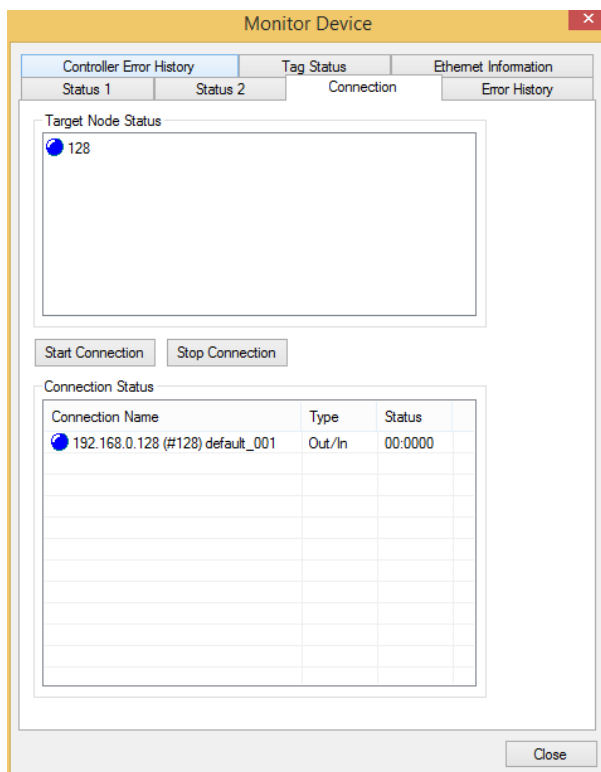 Monitor Device
Controller Error History Tag Status Ethernet Information
Status 1 Status 2 Connection Error History
Target Node Status
128
Start Connection Stop Connection
Connection Status
Connection Name Type Status
192.168.0.128 (#128) default_001 Out/In 00:0000
Close